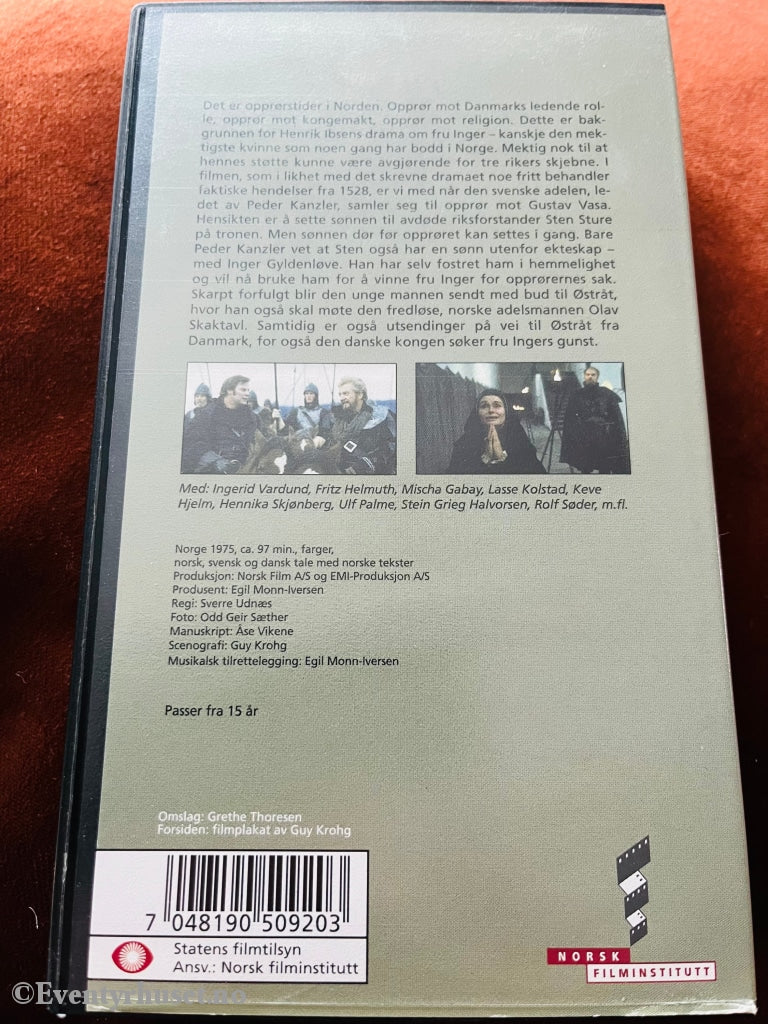 Det er opprørstider i Norden. Opprør mot Danmarks ledende rol-
le, opprør mot kongemakt, opprør mot religion. Dette er bak-
grunnen for Henrik Ibsens drama om fru Inger – kanskje den mek-
tigste kvinne som noen gang har bodd i Norge. Mektig nok til at
hennes støtte kunne være avgjørende for tre rikers skjebne. I
filmen, som i likhet med det skrevne dramaet noe fritt behandler
faktiske hendelser fra 1528, er vi med når den svenske adelen, le-
det av Peder Kanzler, samler seg til opprør mot Gustav Vasa.
Hensikten er å sette sønnen til avdøde riksforstander Sten Sture
på tronen. Men sønnen dør før opprøret kan settes i gang. Bare
Peder Kanzler vet at Sten også har en sønn utenfor ekteskap –
med Inger Gyldenløve. Han har selv fostret ham i hemmelighet
og vil nå bruke ham for å vinne fru Inger for opprørernes sak.
Skarpt forfulgt blir den unge mannen sendt med bud til Østråt,
hvor han også skal møte den fredløse, norske adelsmannen Olav
Skaktavl. Samtidig er også utsendinger på vei til Østråt fra
Danmark, for også den danske kongen søker fru Ingers gunst.
Med: Ingerid Vardund, Fritz Helmuth, Mischa Gabay, Lasse Kolstad, Keve
Hjelm, Hennika Skjønberg, Ulf Palme, Stein Grieg Halvorsen, Rolf Søder, m.fl.
Norge 1975, ca. 97 min., farger,
norsk, svensk og dansk tale med norske tekster
Produksjon: Norsk Film A/S og EMI-Produksjon A/S
Produsent: Egil Monn-Iversen
Regi: Sverre Udnæs
Foto: Odd Geir Sæther
Manuskript: Åse Vikene
Scenografi: Guy Krohg
Musikalsk tilrettelegging: Egil Monn-Iversen
Passer fra 15 år
Omslag: Grethe Thoresen
Forsiden: filmplakat av Guy Krohg
7 048190 509203
Statens filmtilsyn
Ansv.: Norsk filminstitutt
NORSK
FILMINSTITUTT
©Eventyrhuset.no